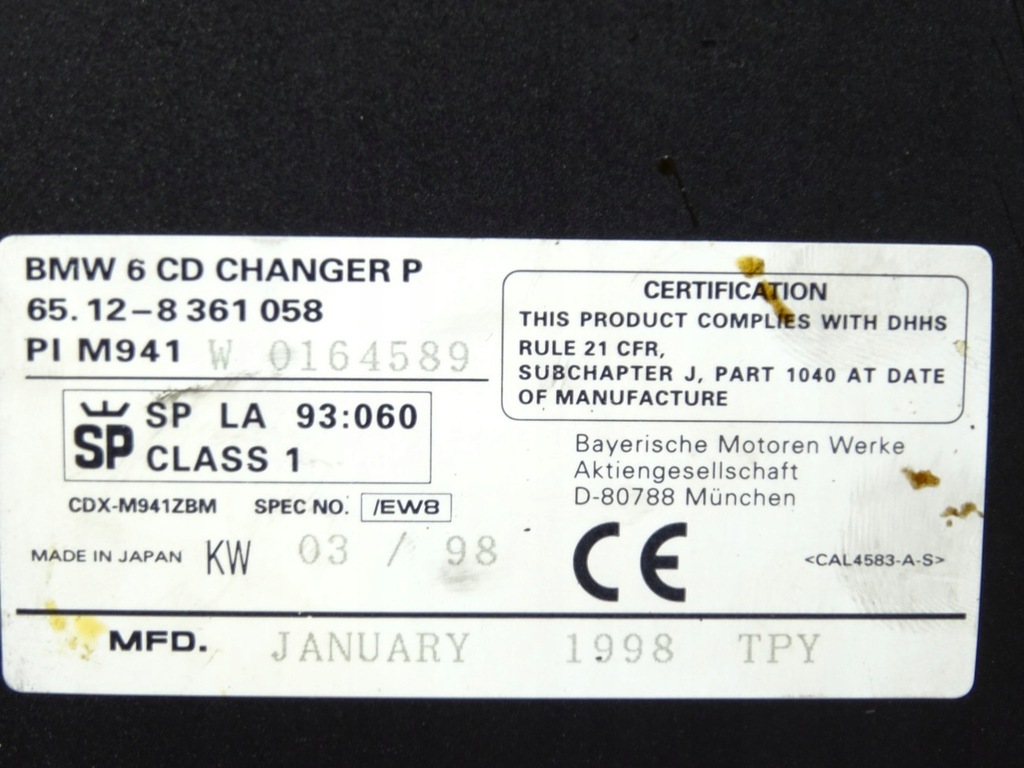 BMW 6 CD CHANGER P
65. 12-8 361 058
PI M941 W 0164589
SP
SP LA 93:060
CLASS 1
CDX-M941ZBM SPEC NO. /EW8
MADE IN JAPAN KW 03 / 98
CERTIFICATION
THIS PRODUCT COMPLIES WITH DHHS
RULE 21 CFR,
SUBCHAPTER J, PART 1040 AT DATE
OF MANUFACTURE
Bayerische Motoren Werke
Aktiengesellschaft
D-80788 München
CE
<CAL4583-A-S>
MFD. JANUARY 1998 TPY